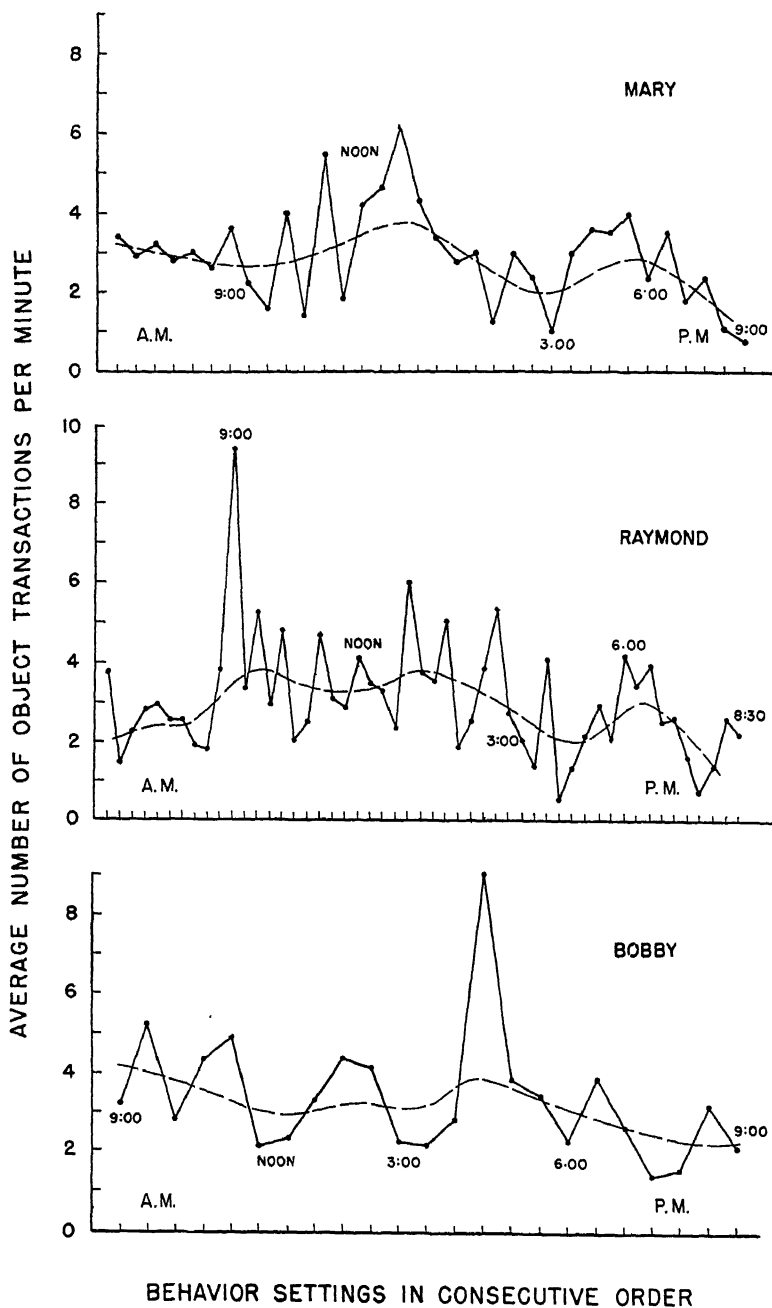 AVERAGE NUMBER OF OBJECT TRANSACTIONS PER MINUTE
8
6
4
2
0
MARY
NOON
9:00
6:00
3:00
9:00
A.M.
P.M
10
8
6
4
2
0
9:00
RAYMOND
NOON
6:00
3:00
8:30
A.M.
P.M.
8
6
4
2
0
BOBBY
9:00
NOON
3:00
6:00
9:00
A.M.
P.M.
BEHAVIOR SETTINGS IN CONSECUTIVE ORDER